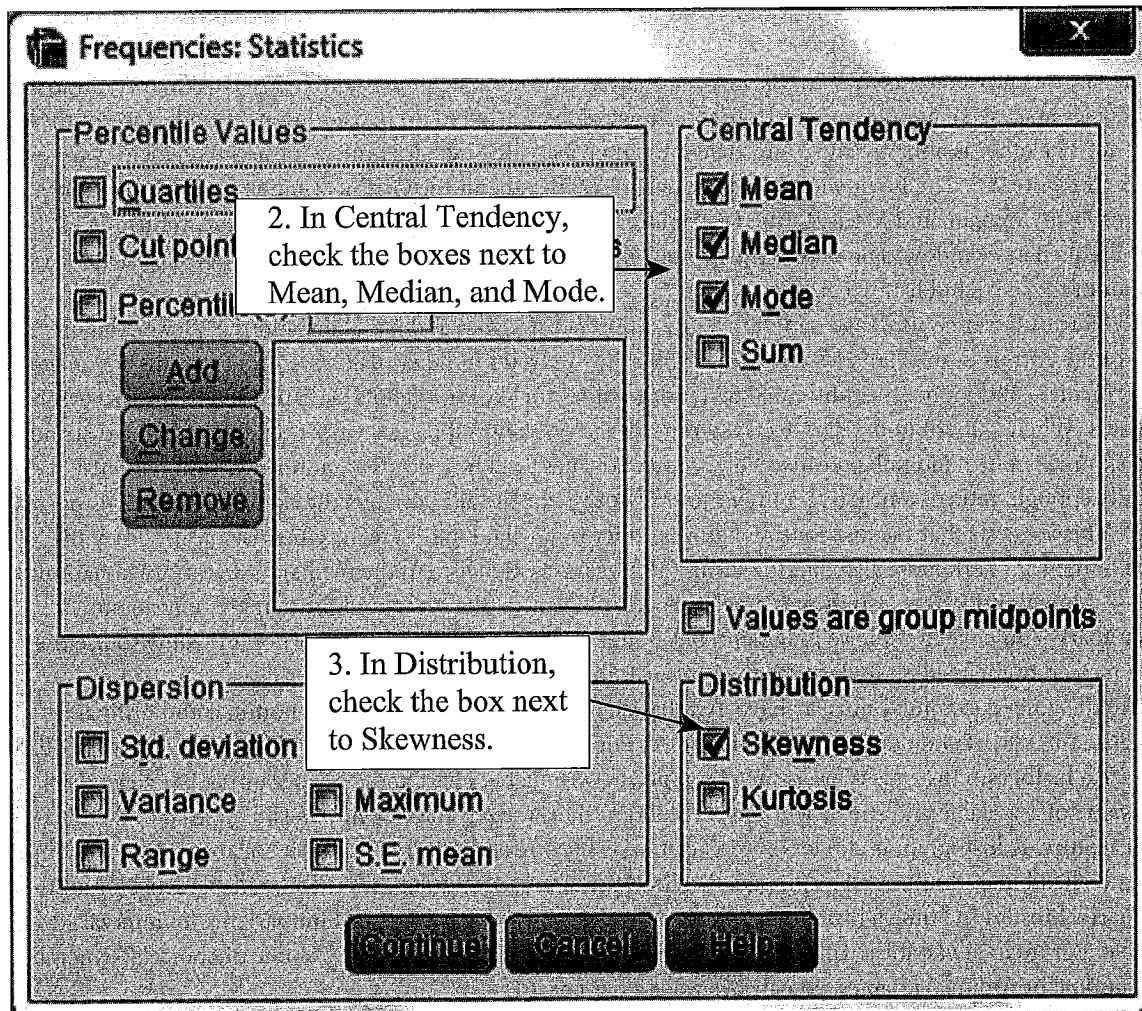 Frequencies: Statistics
X
Percentile Values
Quartiles
Cut poin
s
Percentil
Add
Change
Remove
2. In Central Tendency,
check the boxes next to
Mean, Median, and Mode.
Central Tendency
Mean
Median
Mode
Sum
Values are group midpoints
Dispersion
Std. deviation
Variance
Maximum
Range
S.E. mean
3. In Distribution,
check the box next
to Skewness.
Distribution
Skewness
Kurtosis
Continue
Cancel
Help